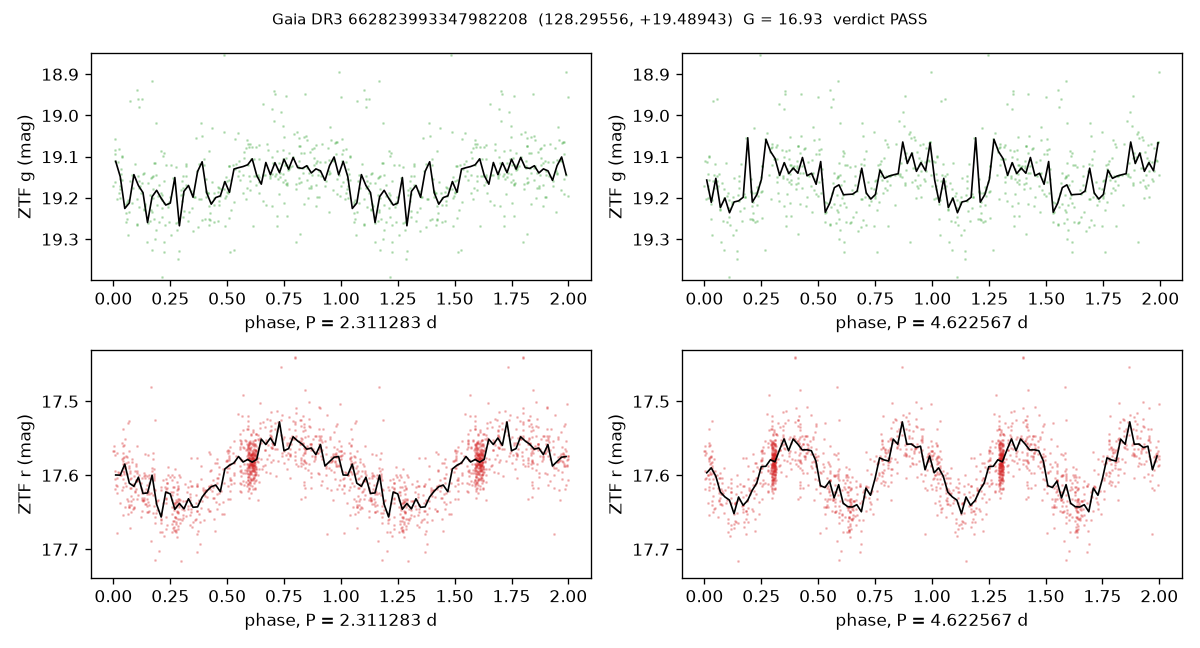 Gaia DR3 662823993347982208 (128.29556, +19.48943) G = 16.93 verdict PASS
ZTF g (mag)
18.9
19.0
19.1
19.2
19.3
0.00 0.25 0.50 0.75 1.00 1.25 1.50 1.75 2.00
phase, P = 2.311283 d
ZTF g (mag)
18.9
19.0
19.1
19.2
19.3
0.00 0.25 0.50 0.75 1.00 1.25 1.50 1.75 2.00
phase, P = 4.622567 d
ZTF r (mag)
17.5
17.6
17.7
0.00 0.25 0.50 0.75 1.00 1.25 1.50 1.75 2.00
phase, P = 2.311283 d
ZTF r (mag)
17.5
17.6
17.7
0.00 0.25 0.50 0.75 1.00 1.25 1.50 1.75 2.00
phase, P = 4.622567 d